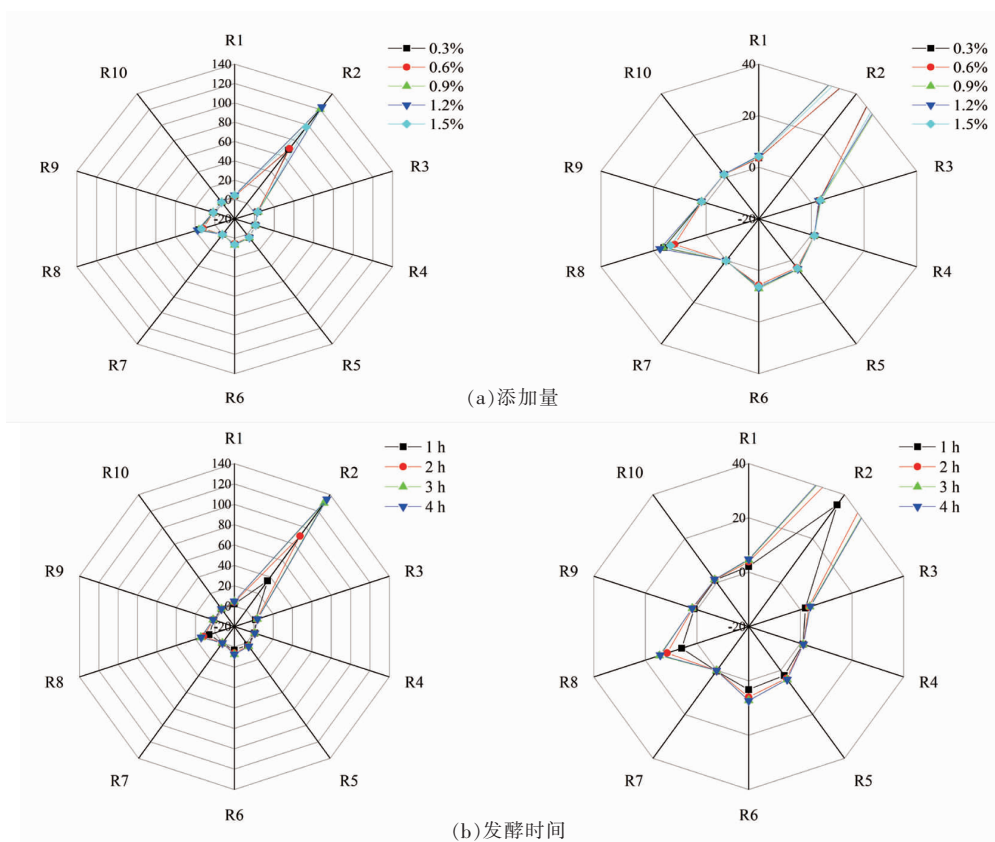 R1
R2
R3
R4
R5
R6
R7
R8
R9
R10
140
120
100
80
60
40
20
0
-20
0.3%
0.6%
0.9%
1.2%
1.5%
R1
R2
R3
R4
R5
R6
R7
R8
R9
R10
40
20
0
-20
0.3%
0.6%
0.9%
1.2%
1.5%
(a)添加量
R1
R2
R3
R4
R5
R6
R7
R8
R9
R10
140
120
100
80
60
40
20
0
-20
1 h
2 h
3 h
4 h
R1
R2
R3
R4
R5
R6
R7
R8
R9
R10
40
20
0
-20
1 h
2 h
3 h
4 h
(b)发酵时间